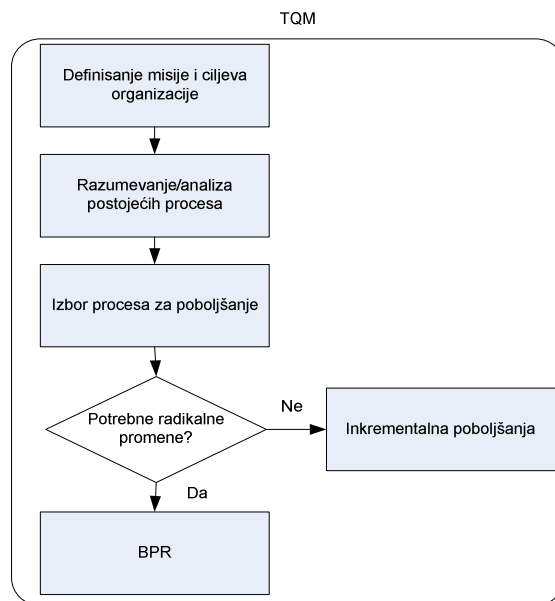 TQM
Definisanje misije i ciljeva
organizacije
Razumevanje/analiza
postojećih procesa
Izbor procesa za poboljšanje
Potrebne radikalne
promene?
Ne
Inkrementalna poboljšanja
Da
BPR